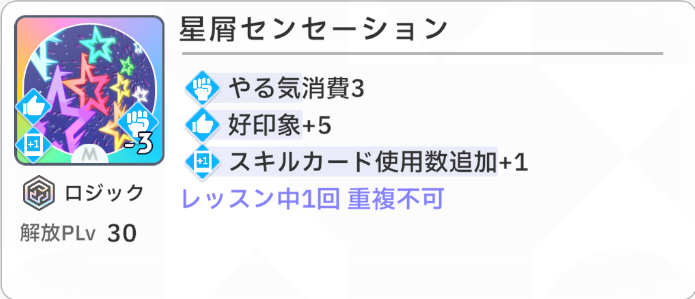 星屑センセーション
やる気消費3
好印象+5
スキルカード使用数追加+1
レッスン中1回 重複不可
+1
-3
M
ロジック
解放PLv 30
+1